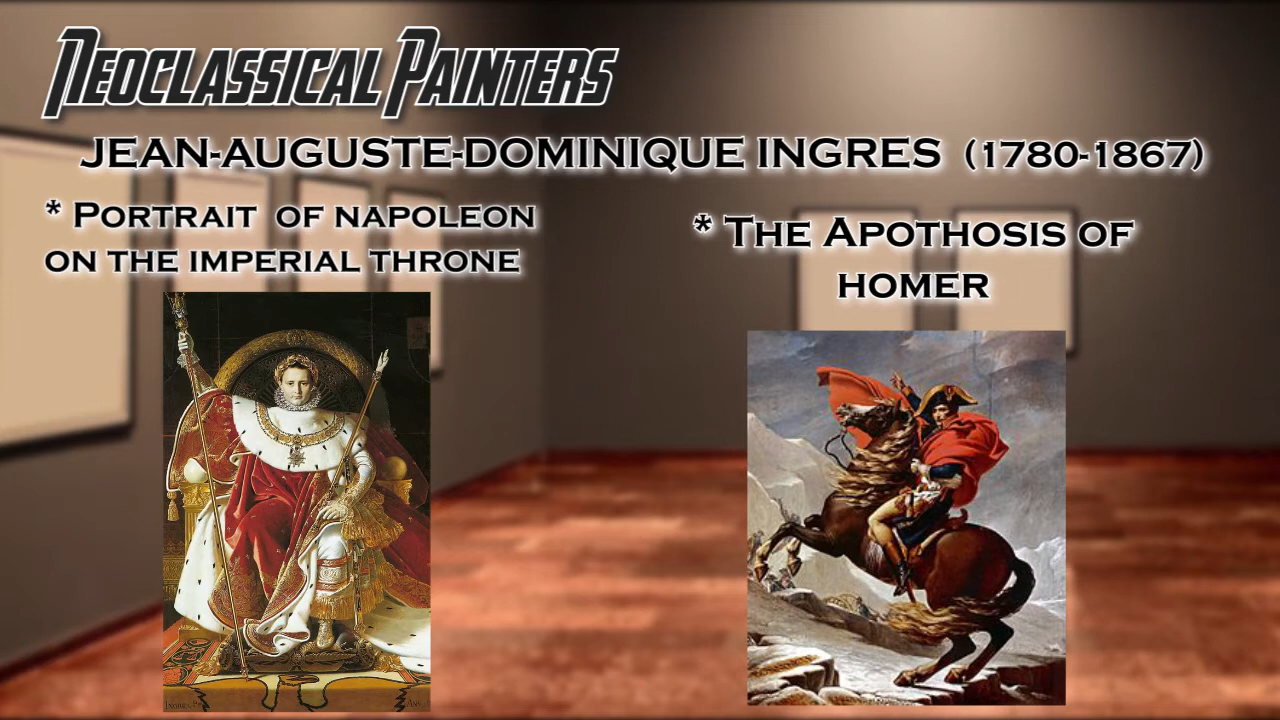 Neoclassical Painters
JEAN-AUGUSTE-DOMINIQUE INGRES (1780-1867)
* Portrait of napoleon
on the imperial throne
* The Apothosis of
homer